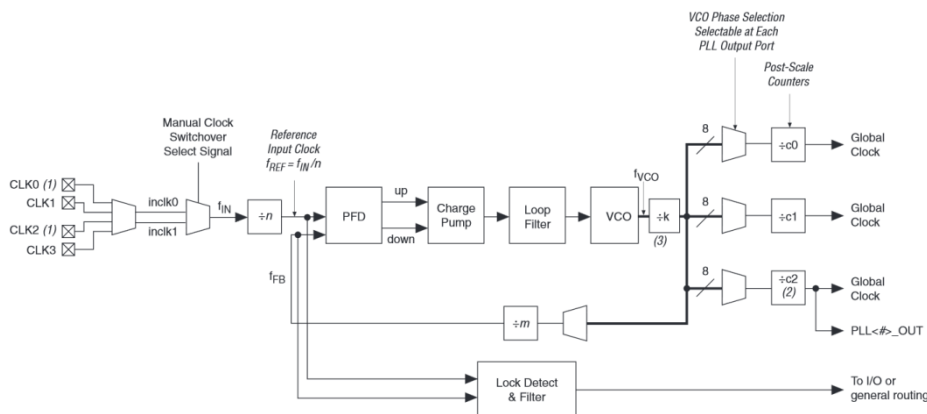 VCO Phase Selection
Selectable at Each
PLL Output Port
Post-Scale
Counters
Manual Clock
Switchover
Select Signal
Reference
Input Clock
fREF = fIN/n
8
÷c0
Global
Clock
CLK0 (1)
CLK1
CLK2 (1)
CLK3
inclk0
inclk1
fIN
÷n
PFD
up
down
Charge
Pump
Loop
Filter
VCO
fVCO
÷k
(3)
8
÷c1
Global
Clock
fFB
8
÷c2
(2)
Global
Clock
÷m
PLL<#>_OUT
Lock Detect
& Filter
To I/O or
general routing